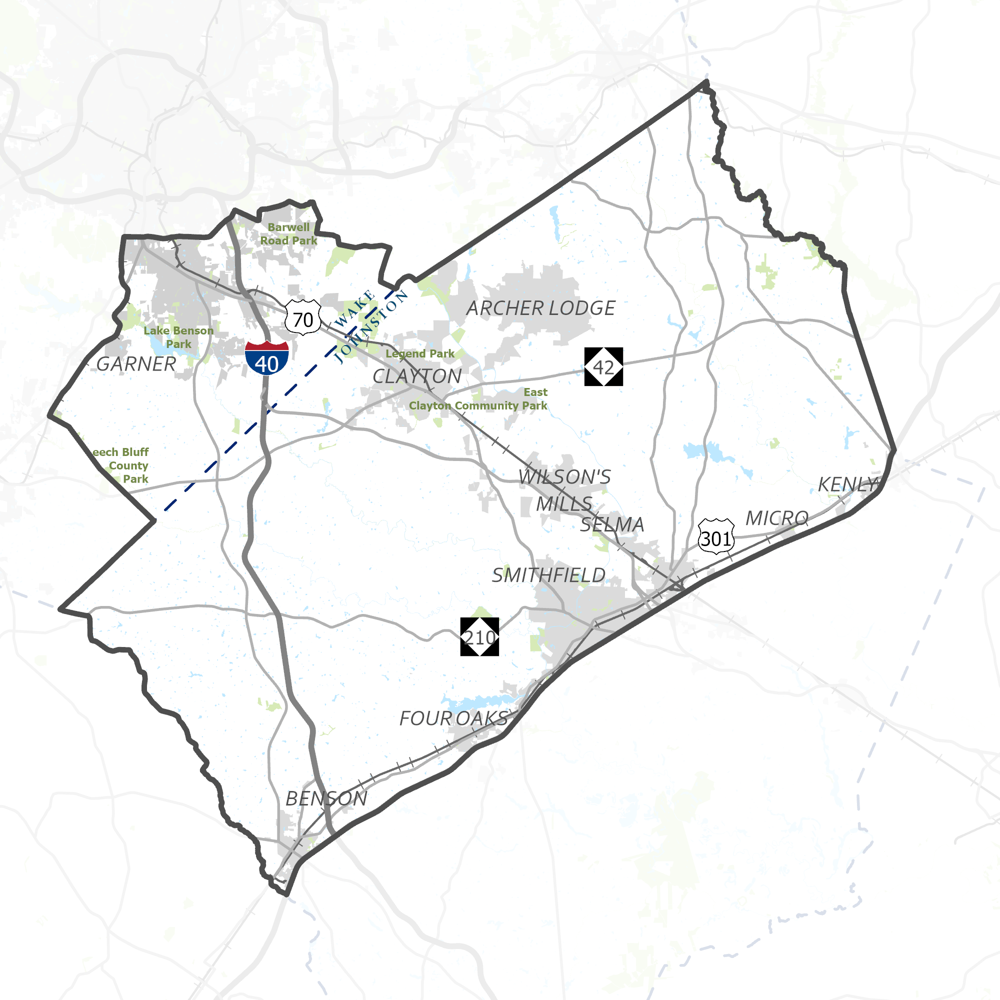 Barwell
Road Park
WAKE
JOHNSTON
ARCHER LODGE
70
Lake Benson
Park
GARNER
40
Legend Park
CLAYTON
42
East
Clayton Community Park
eech Bluff
County
Park
WILSON'S
MILLS
KENLY
SELMA
MICRO
301
SMITHFIELD
210
FOUR OAKS
BENSON